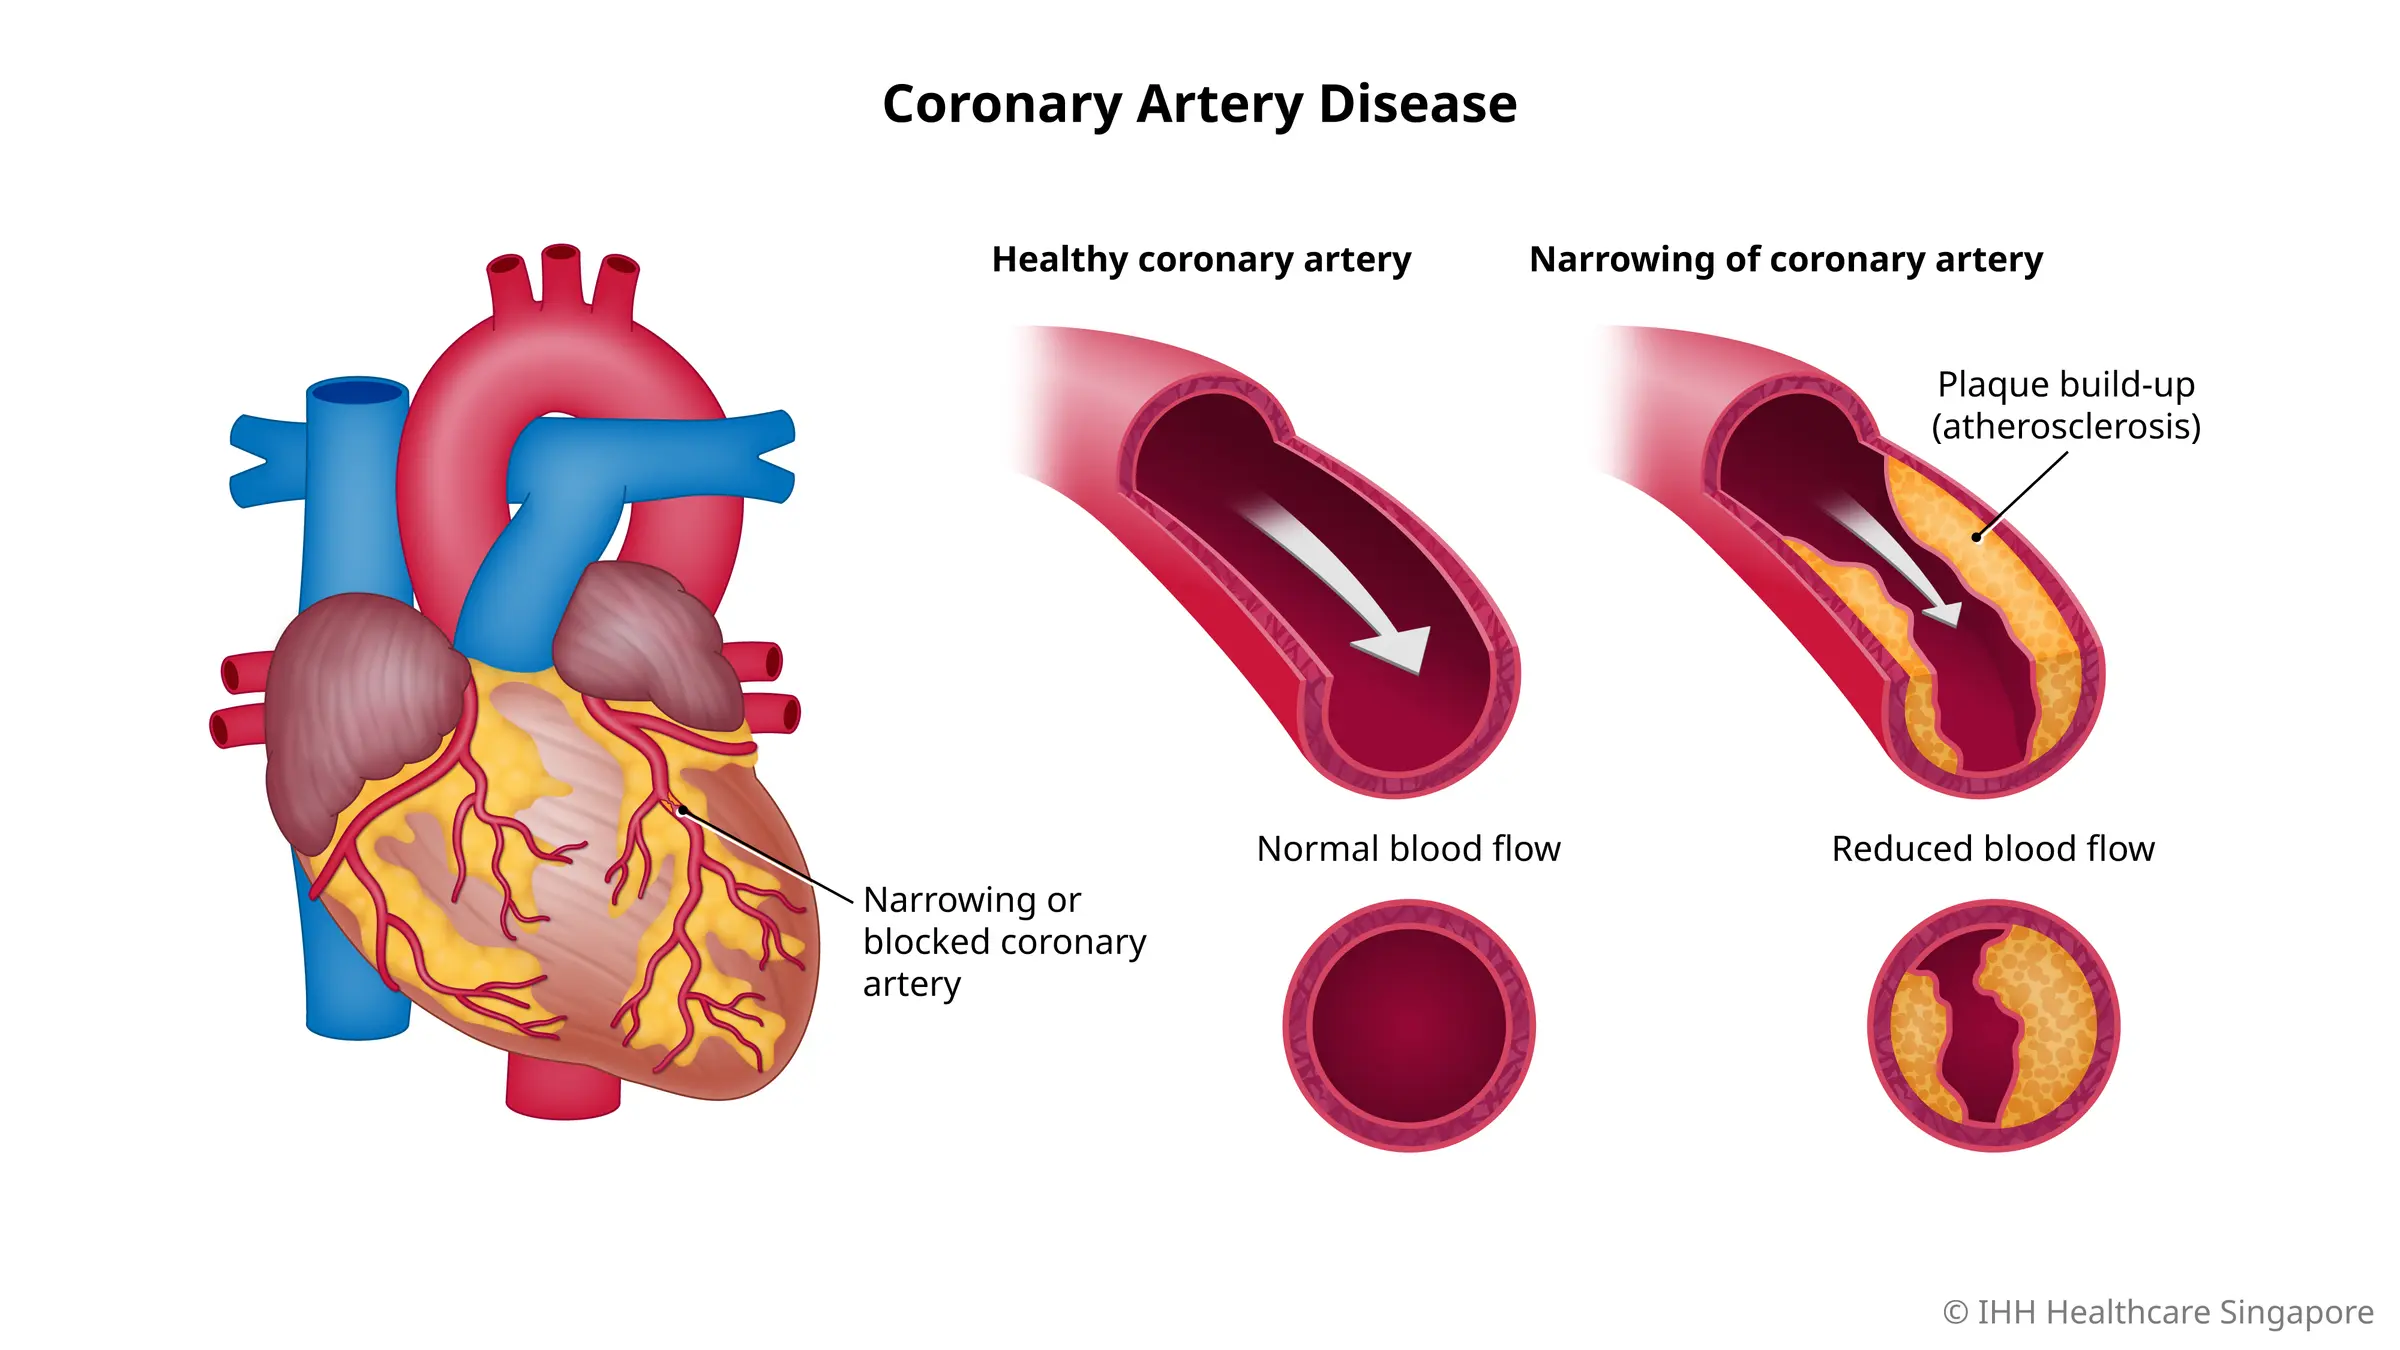 Coronary Artery Disease
Healthy coronary artery
Narrowing of coronary artery
Plaque build-up
(atherosclerosis)
Narrowing or
blocked coronary
artery
Normal blood flow
Reduced blood flow
© IHH Healthcare Singapore